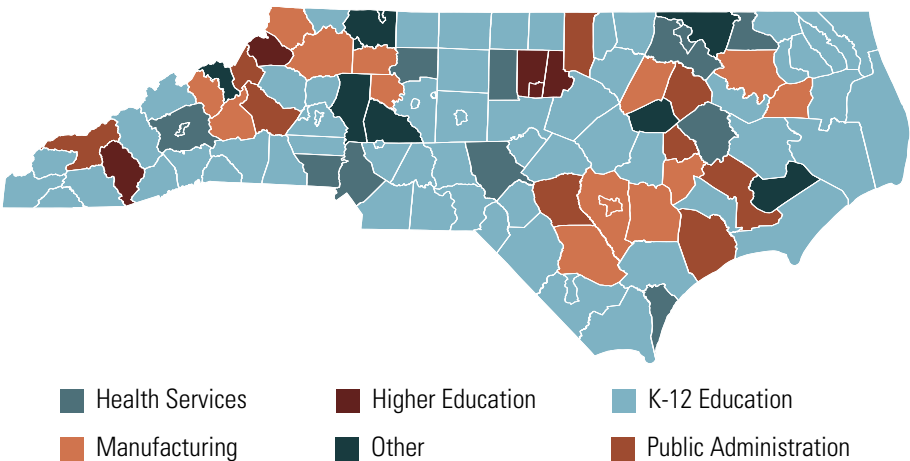 Health Services
Higher Education
K-12 Education
Manufacturing
Other
Public Administration